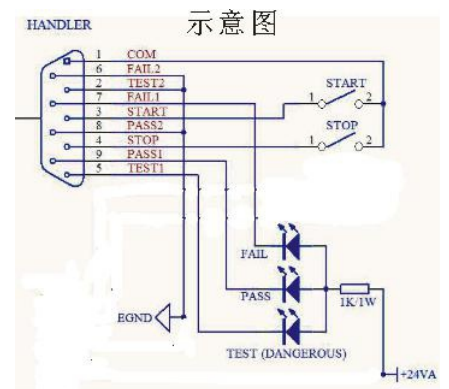 示意图
HANDLER
1 COM
6 FAIL2
2 TEST2
7 FAIL1
3 START
8 PASS2
4 STOP
9 PASS1
5 TEST1
START
1 2
STOP
1 2
FAIL
PASS
1K/1W
EGND
TEST (DANGEROUS)
+24VA